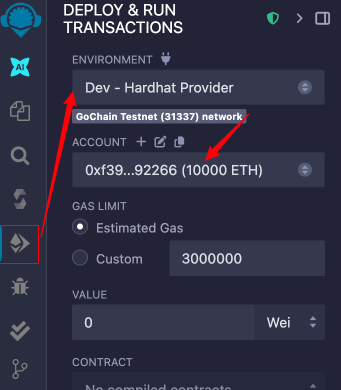 DEPLOY & RUN
TRANSACTIONS
Ai
ENVIRONMENT
Dev - Hardhat Provider
GoChain Testnet (31337) network
ACCOUNT
0xf39...92266 (10000 ETH)
GAS LIMIT
Estimated Gas
Custom 3000000
VALUE
0 Wei
CONTRACT
No compiled contracts